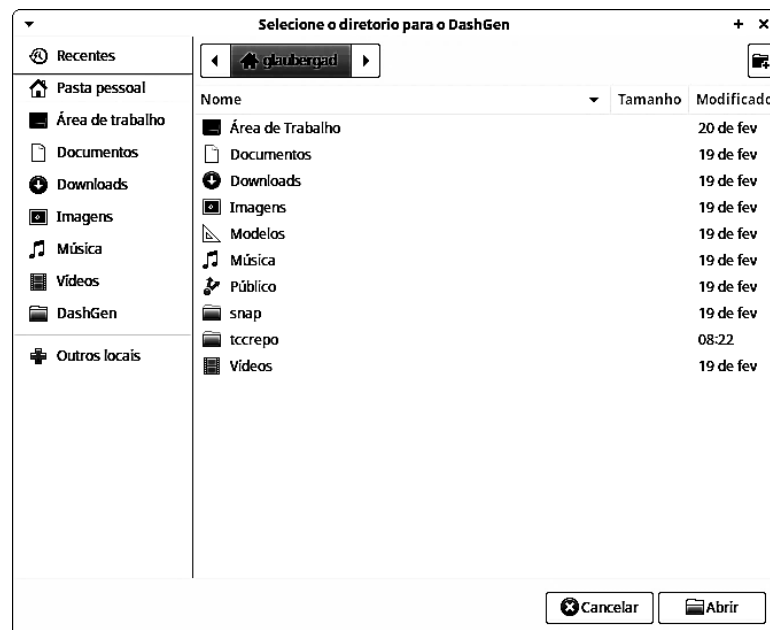 Selecione o diretorio para o DashGen
Recentes
Pasta pessoal
Área de trabalho
Documentos
Downloads
Imagens
Música
Vídeos
DashGen
Outros locais
glaubergad
Nome Tamanho Modificado
Área de Trabalho 20 de fev
Documentos 19 de fev
Downloads 19 de fev
Imagens 19 de fev
Modelos 19 de fev
Música 19 de fev
Público 19 de fev
snap 19 de fev
tccrepo 08:22
Vídeos 19 de fev
Cancelar Abrir